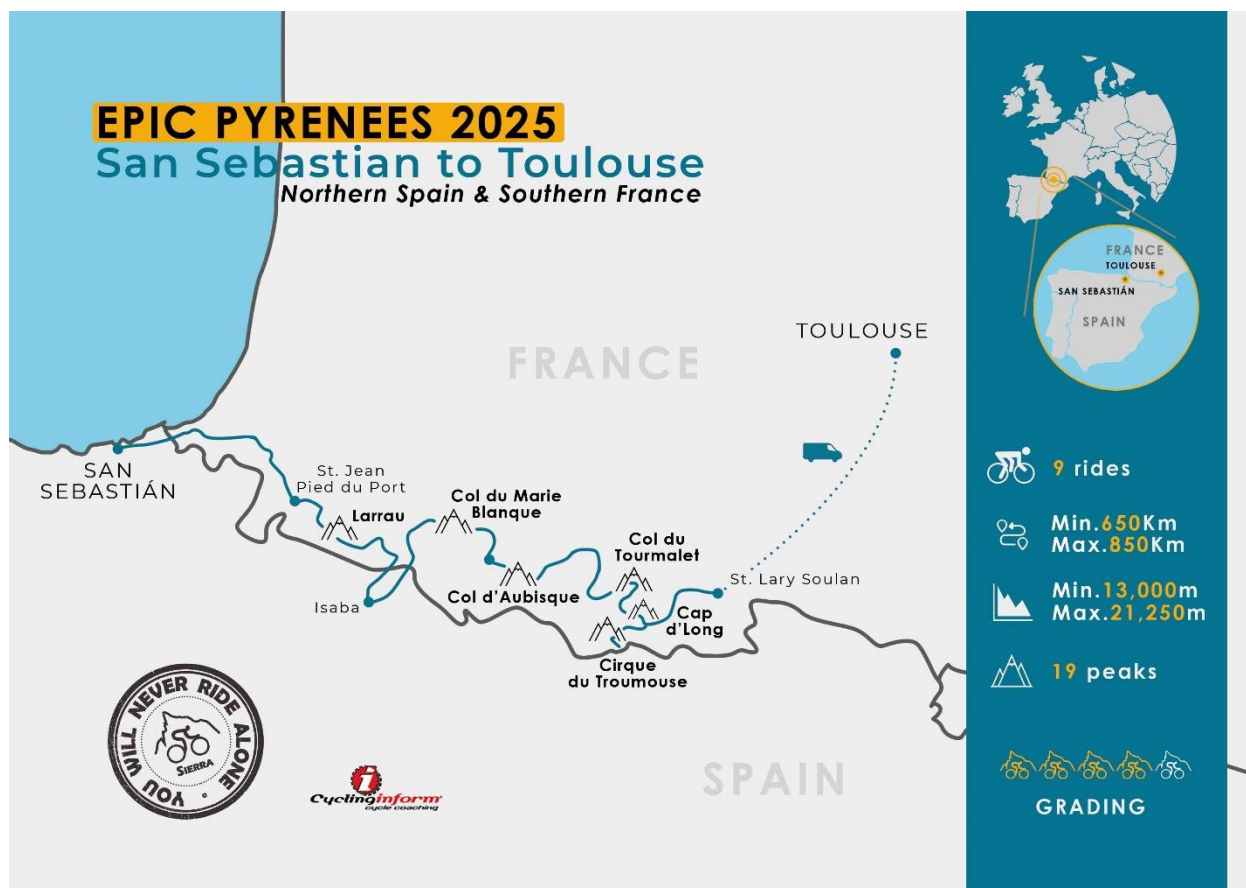 EPIC PYRENEES 2025
San Sebastian to Toulouse
Northern Spain & Southern France
FRANCE
TOULOUSE
SAN
SEBASTIÁN
St. Jean
Pied du Port
Larrau
Isaba
Col du Marie
Blanque
Col d'Aubisque
Col du
Tourmalet
Cap
d'Long
Cirque
du Troumouse
St. Lary Soulan
SPAIN
YOU WILL NEVER RIDE ALONE •
SIERRA
i
Cyclinginform
cycle coaching
FRANCE
TOULOUSE
SAN SEBASTIÁN
SPAIN
9 rides
Min.650Km
Max.850Km
Min.13,000m
Max.21,250m
19 peaks
GRADING